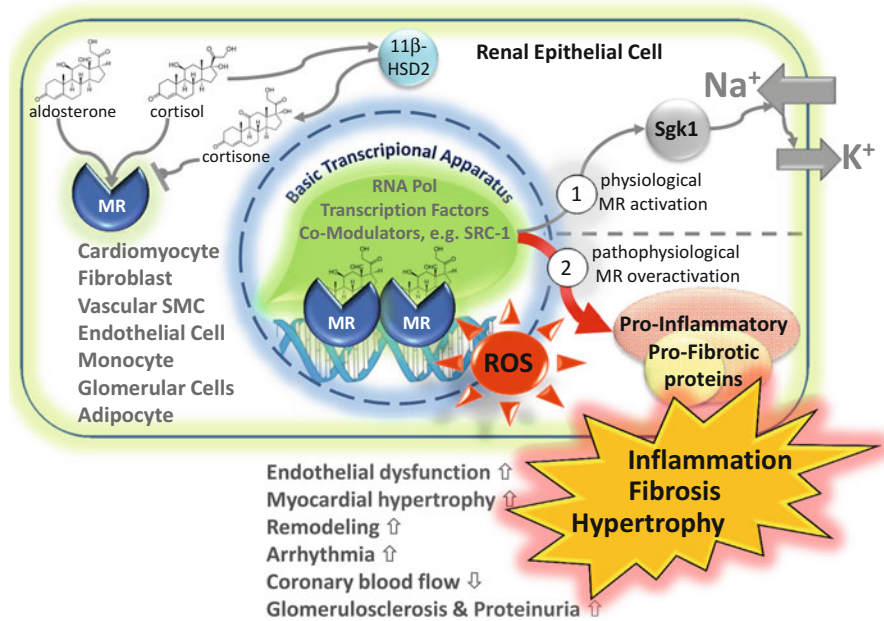 11β-
HSD2
Renal Epithelial Cell
aldosterone
cortisol
cortisone
MR
Basic Transcripional Apparatus
RNA Pol
Transcription Factors
Co-Modulators, e.g. SRC-1
MR
MR
ROS
Na⁺
K⁺
Sgk1
1
physiological
MR activation
2
pathophysiological
MR overactivation
Pro-Inflammatory
Pro-Fibrotic
proteins
Cardiomyocyte
Fibroblast
Vascular SMC
Endothelial Cell
Monocyte
Glomerular Cells
Adipocyte
Inflammation
Fibrosis
Hypertrophy
Endothelial dysfunction ⇧
Myocardial hypertrophy ⇧
Remodeling ⇧
Arrhythmia ⇧
Coronary blood flow ⇩
Glomerulosclerosis & Proteinuria ⇧